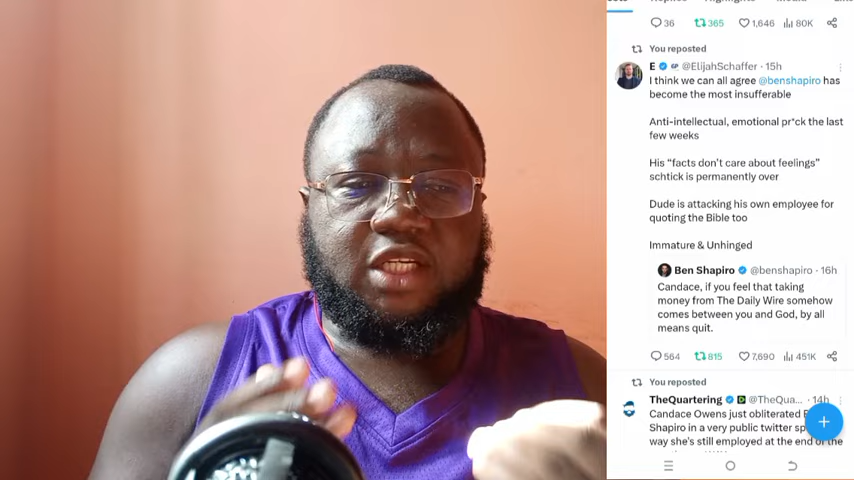 36 365 1,646 80K
You reposted
E @ElijahSchaffer · 15h
I think we can all agree @benshapiro has
become the most insufferable
Anti-intellectual, emotional pr*ck the last
few weeks
His "facts don't care about feelings"
schtick is permanently over
Dude is attacking his own employee for
quoting the Bible too
Immature & Unhinged
Ben Shapiro @benshapiro · 16h
Candace, if you feel that taking
money from The Daily Wire somehow
comes between you and God, by all
means quit.
564 815 7,690 451K
You reposted
TheQuartering @TheQua... · 14h
Candace Owens just obliterated
Shapiro in a very public twitter
way she's still employed at the end of the